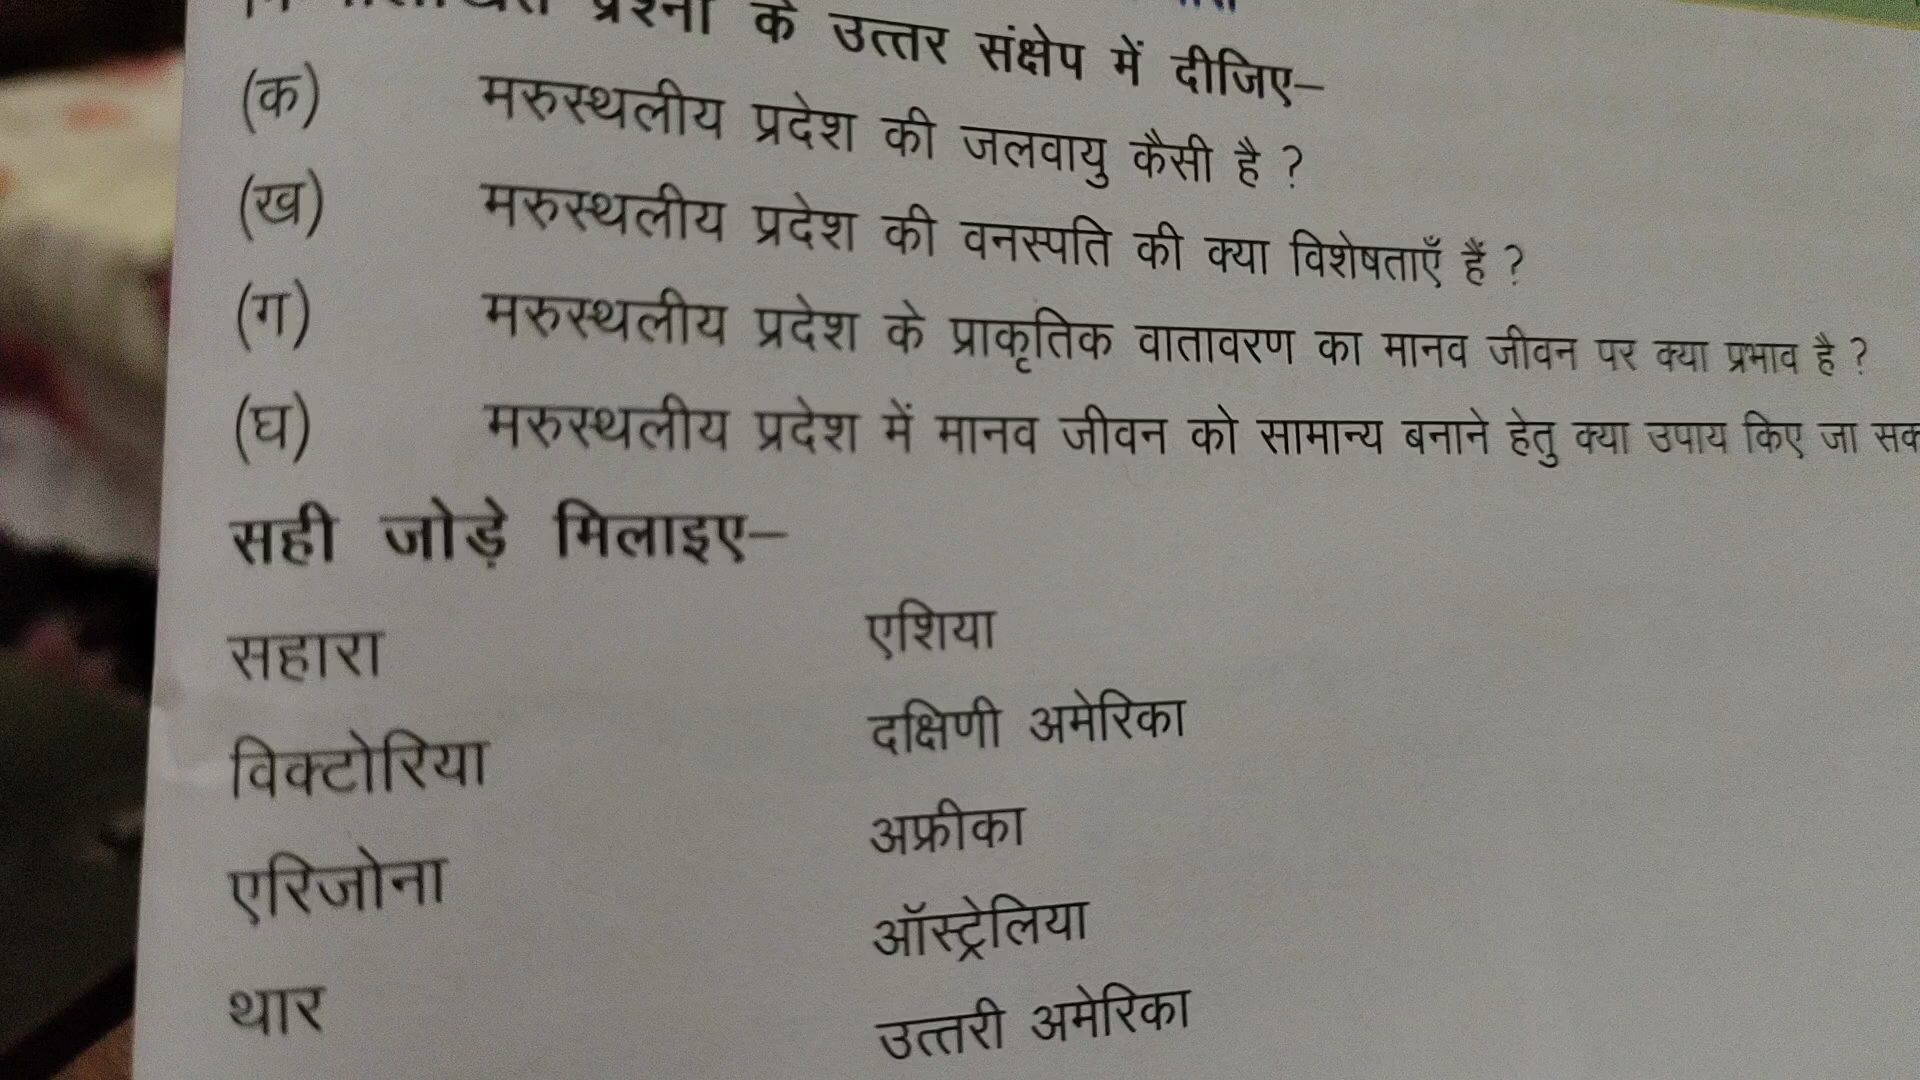 प्रश्नों के उत्तर संक्षेप में दीजिए–
(क) मरुस्थलीय प्रदेश की जलवायु कैसी है ?
(ख) मरुस्थलीय प्रदेश की वनस्पति की क्या विशेषताएँ हैं ?
(ग) मरुस्थलीय प्रदेश के प्राकृतिक वातावरण का मानव जीवन पर क्या प्रभाव है ?
(घ) मरुस्थलीय प्रदेश में मानव जीवन को सामान्य बनाने हेतु क्या उपाय किए जा सक
सही जोड़े मिलाइए–
सहारा एशिया
विक्टोरिया दक्षिणी अमेरिका
एरिजोना अफ्रीका
थार ऑस्ट्रेलिया
उत्तरी अमेरिका